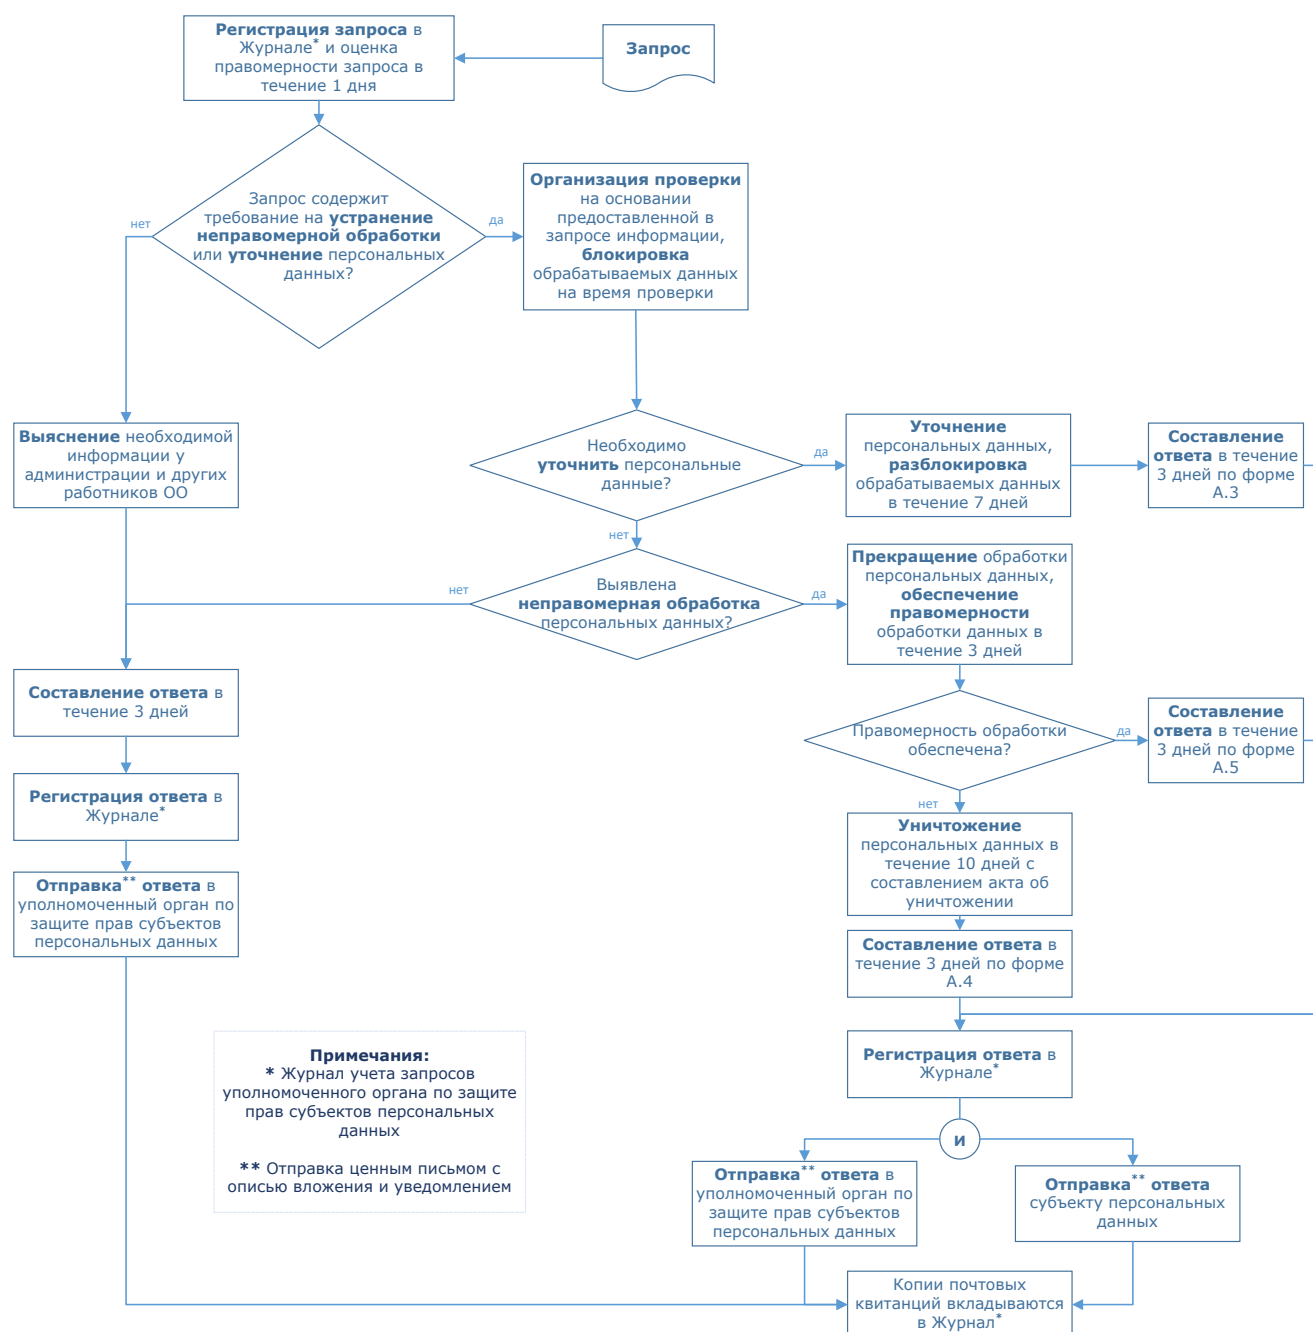 Регистрация запроса в
Журнале* и оценка
правомерности запроса в
течение 1 дня
Запрос
Запрос содержит
требование на устранение
неправомерной обработки
или уточнение персональных
данных?
нет
да
Организация проверки
на основании
предоставленной в
запросе информации,
блокировка
обрабатываемых данных
на время проверки
Выяснение необходимой
информации у
администрации и других
работников ОО
Необходимо
уточнить персональные
данные?
да
нет
Уточнение
персональных данных,
разблокировка
обрабатываемых данных
в течение 7 дней
Составление
ответа в течение
3 дней по форме
А.3
Выявлена
неправомерная обработка
персональных данных?
нет
да
Прекращение обработки
персональных данных,
обеспечение
правомерности
обработки данных в
течение 3 дней
Составление ответа в
течение 3 дней
Правомерность обработки
обеспечена?
да
нет
Составление
ответа в течение
3 дней по форме
А.5
Регистрация ответа в
Журнале*
Уничтожение
персональных данных в
течение 10 дней с
составлением акта об
уничтожении
Отправка** ответа в
уполномоченный орган по
защите прав субъектов
персональных данных
Составление ответа в
течение 3 дней по форме
А.4
Примечания:
* Журнал учета запросов
уполномоченного органа по защите
прав субъектов персональных
данных
** Отправка ценным письмом с
описью вложения и уведомлением
Регистрация ответа в
Журнале*
и
Отправка** ответа в
уполномоченный орган по
защите прав субъектов
персональных данных
Отправка** ответа
субъекту персональных
данных
Копии почтовых
квитанций вкладываются
в Журнал*